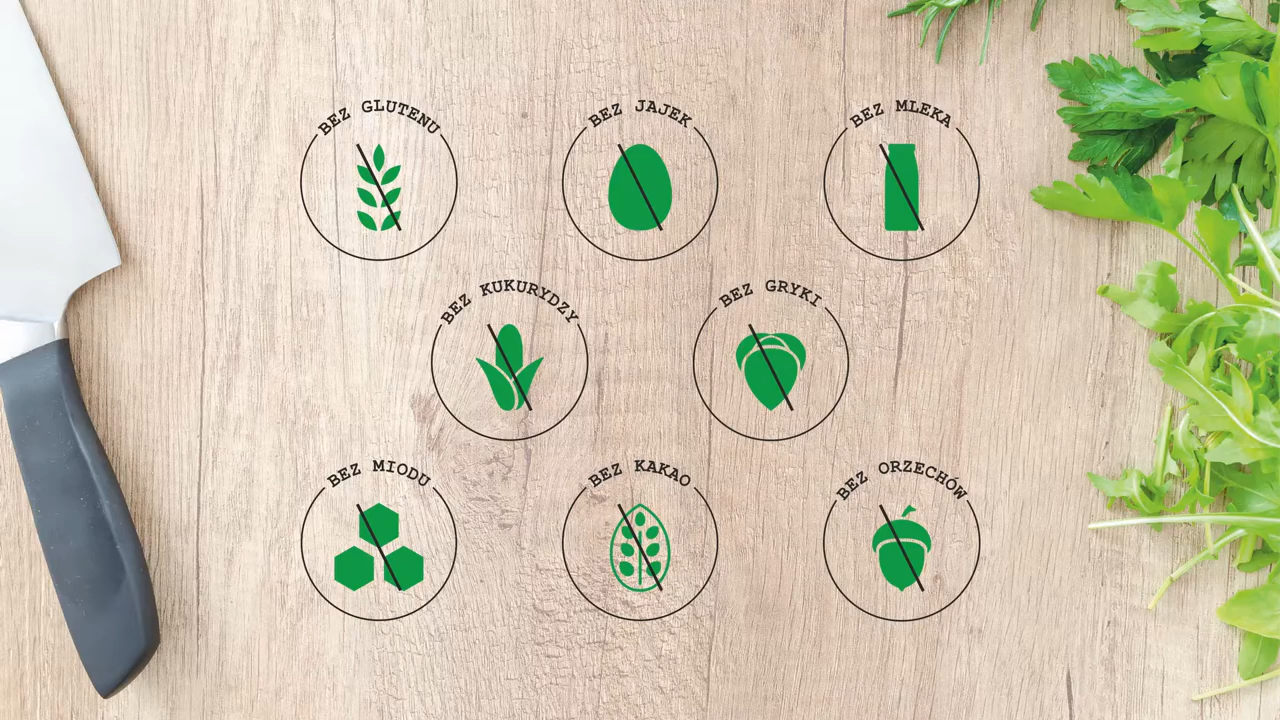 BEZ GLUTENU
BEZ JAJEK
BEZ MLEKA
BEZ KUKURYDZY
BEZ GRYKI
BEZ MIODU
BEZ KAKAO
BEZ ORZECHÓW